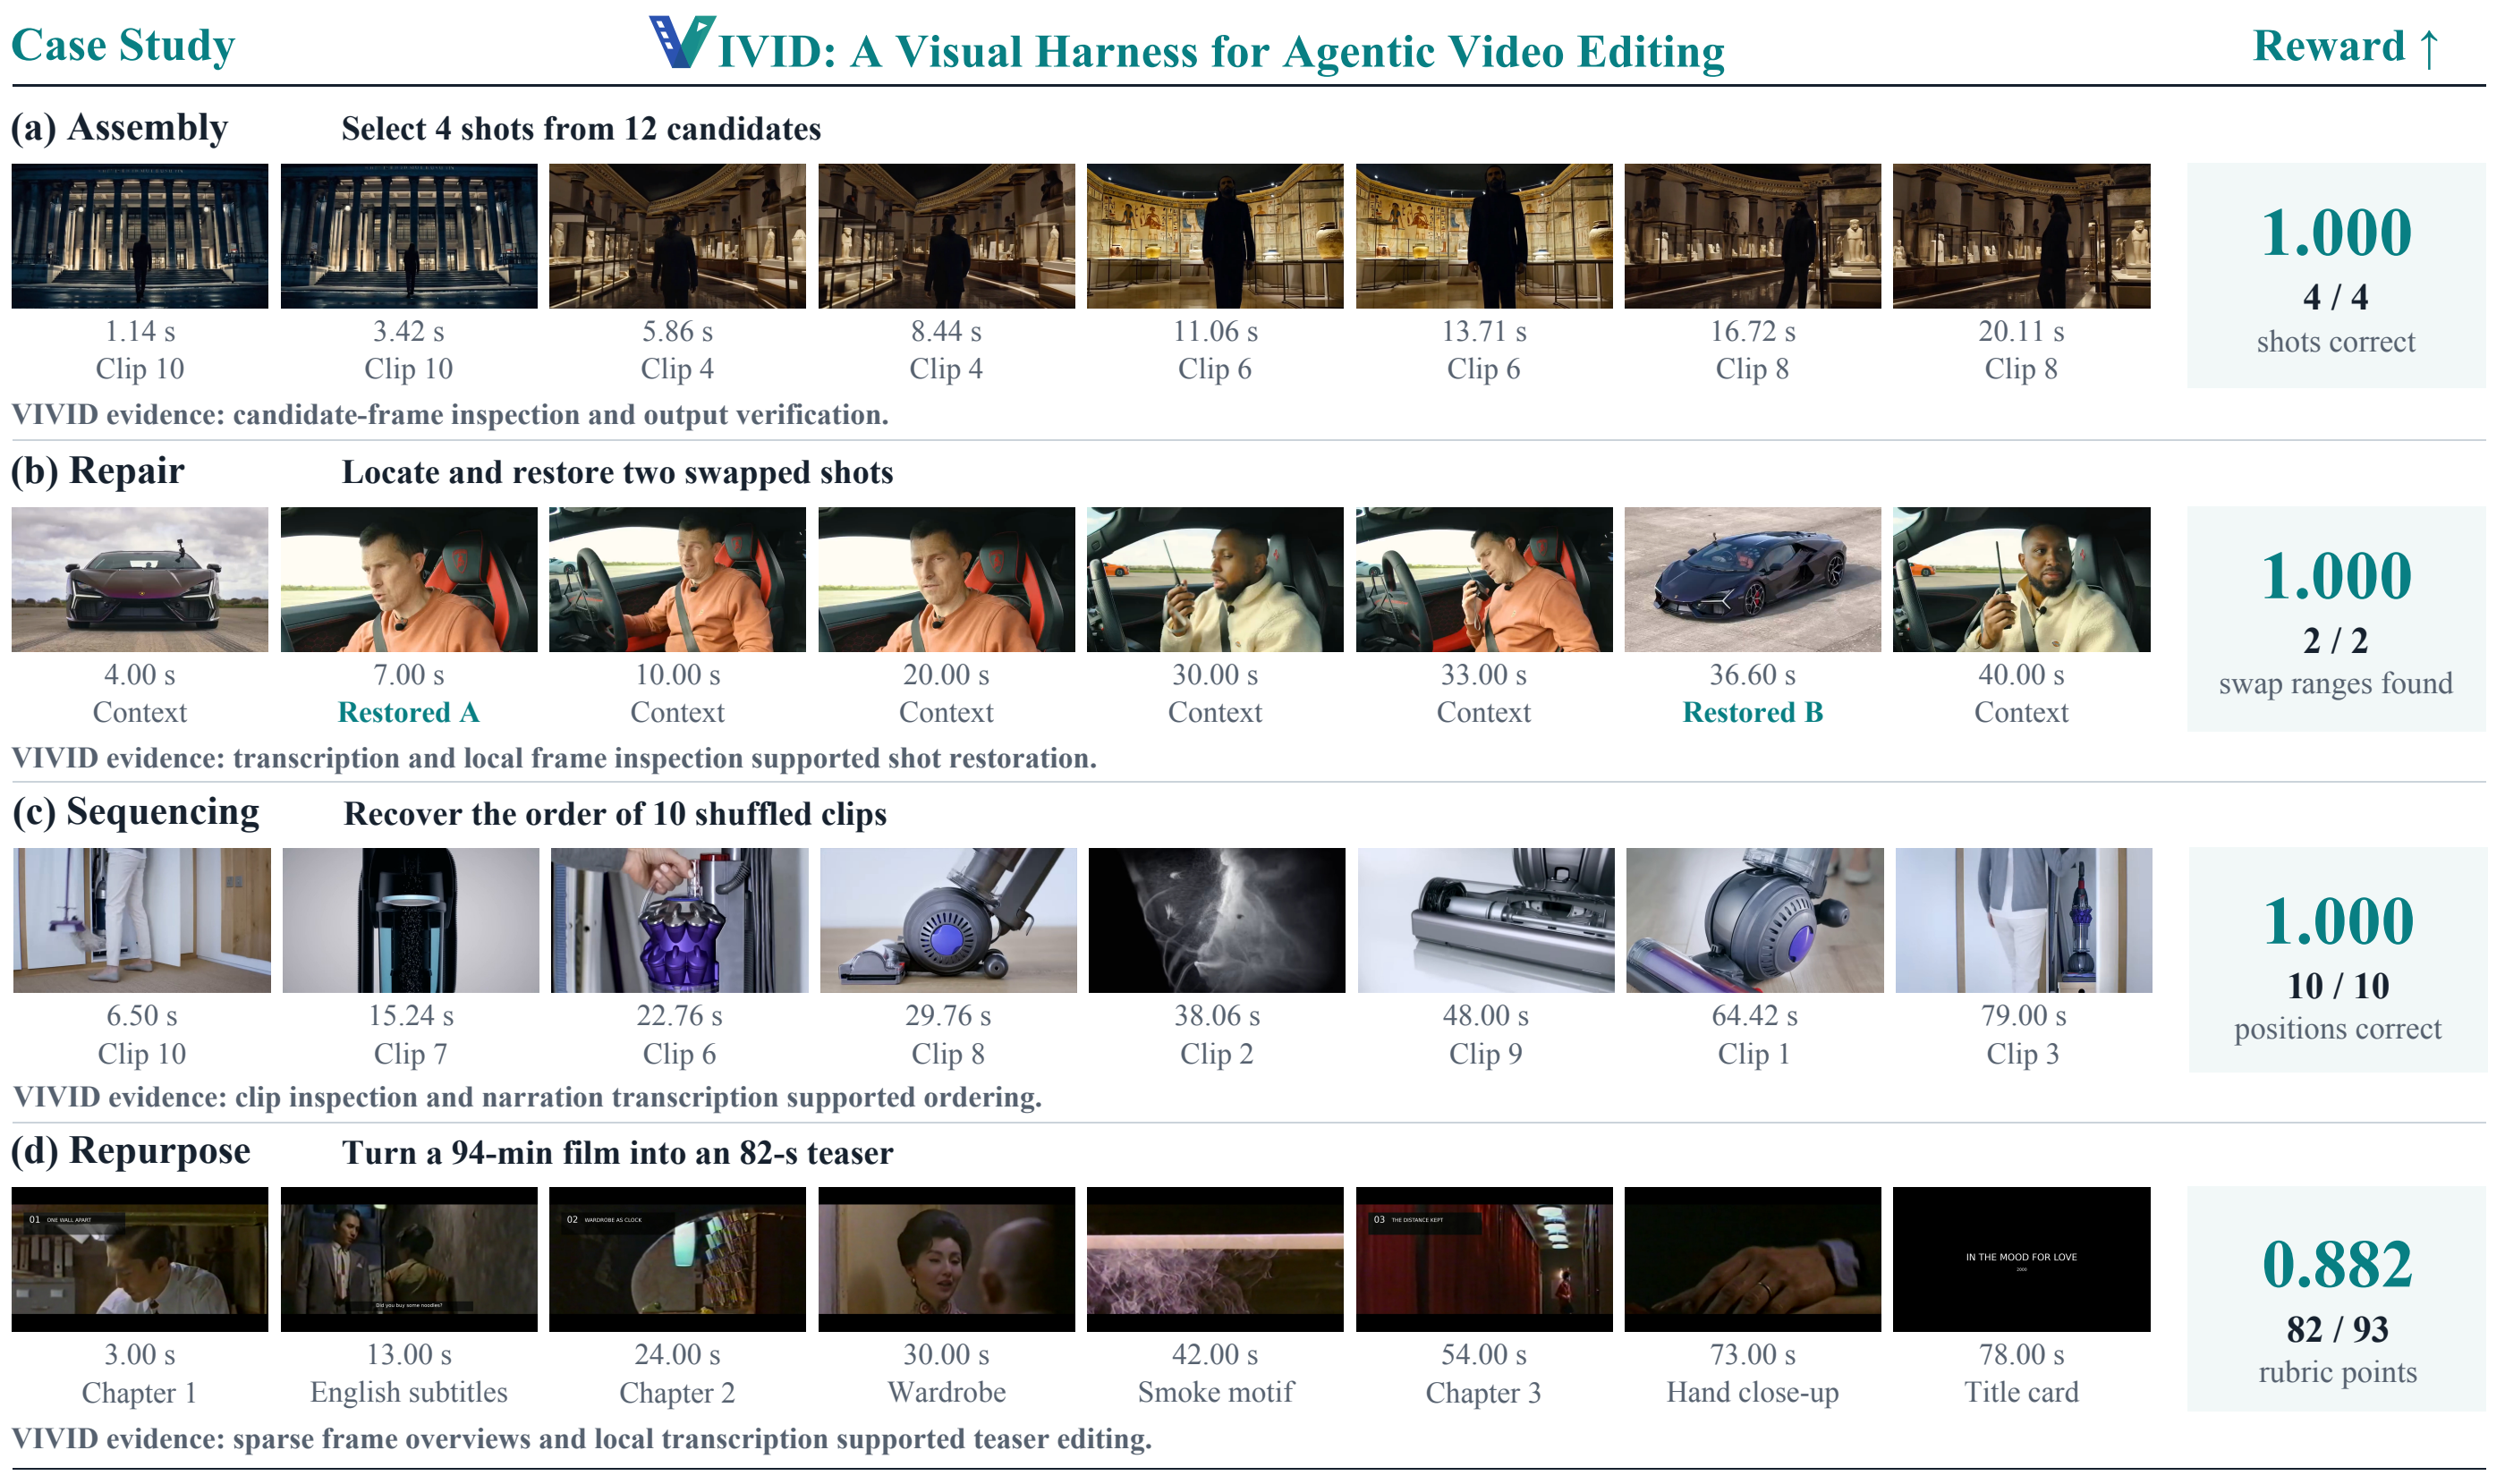 Case Study
VIVID: A Visual Harness for Agentic Video Editing
Reward ↑
(a) Assembly
Select 4 shots from 12 candidates
1.14 s
3.42 s
5.86 s
8.44 s
11.06 s
13.71 s
16.72 s
20.11 s
Clip 10
Clip 10
Clip 4
Clip 4
Clip 6
Clip 6
Clip 8
Clip 8
1.000
4 / 4
shots correct
VIVID evidence: candidate-frame inspection and output verification.
(b) Repair
Locate and restore two swapped shots
4.00 s
7.00 s
10.00 s
20.00 s
30.00 s
33.00 s
36.60 s
40.00 s
Context
Restored A
Context
Context
Context
Context
Restored B
Context
1.000
2 / 2
swap ranges found
VIVID evidence: transcription and local frame inspection supported shot restoration.
(c) Sequencing
Recover the order of 10 shuffled clips
6.50 s
15.24 s
22.76 s
29.76 s
38.06 s
48.00 s
64.42 s
79.00 s
Clip 10
Clip 7
Clip 6
Clip 8
Clip 2
Clip 9
Clip 1
Clip 3
1.000
10 / 10
positions correct
VIVID evidence: clip inspection and narration transcription supported ordering.
(d) Repurpose
Turn a 94-min film into an 82-s teaser
01 ONE WALL APART
Did you buy some noodles?
02 WARDROBE AS CLOCK
03 THE DISTANCE KEPT
IN THE MOOD FOR LOVE
2000
3.00 s
13.00 s
24.00 s
30.00 s
42.00 s
54.00 s
73.00 s
78.00 s
Chapter 1
English subtitles
Chapter 2
Wardrobe
Smoke motif
Chapter 3
Hand close-up
Title card
0.882
82 / 93
rubric points
VIVID evidence: sparse frame overviews and local transcription supported teaser editing.